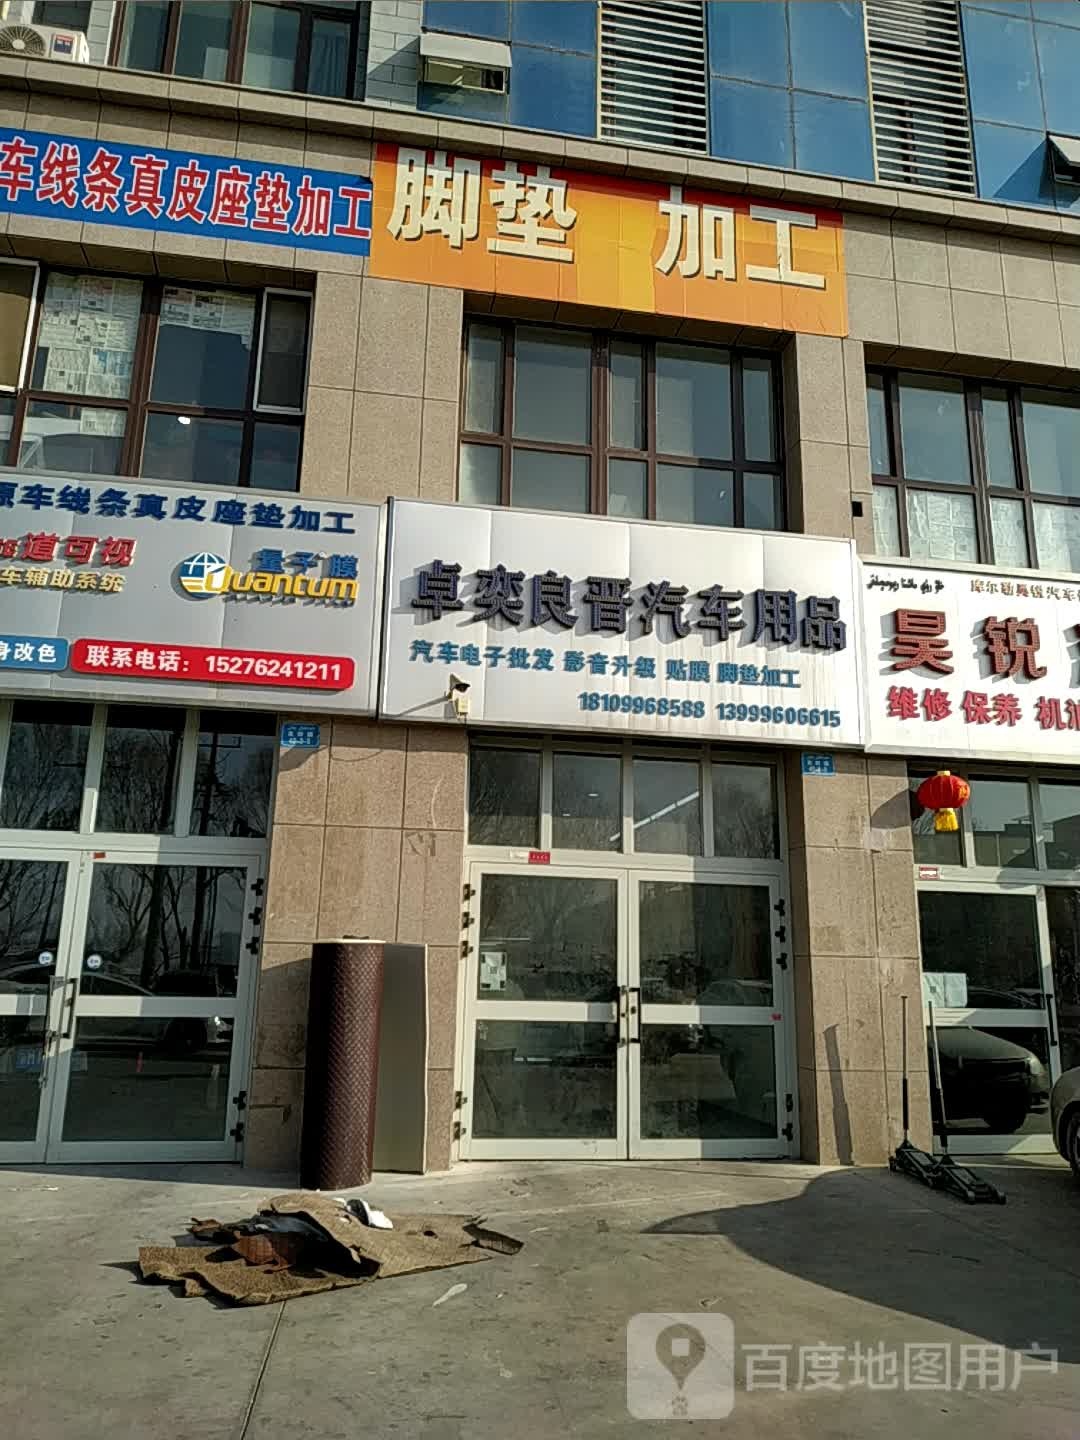 车线条真皮座垫加工
脚垫 加工
源车线条真皮座垫加工
道可视
车辅助系统
量子膜
Quantum
身改色
联系电话：15276241211
卓奕良晋汽车用品
汽车电子批发 影音升级 贴膜 脚垫加工
18109968588 13999606615
昊锐
维修 保养 机油
百度地图用户